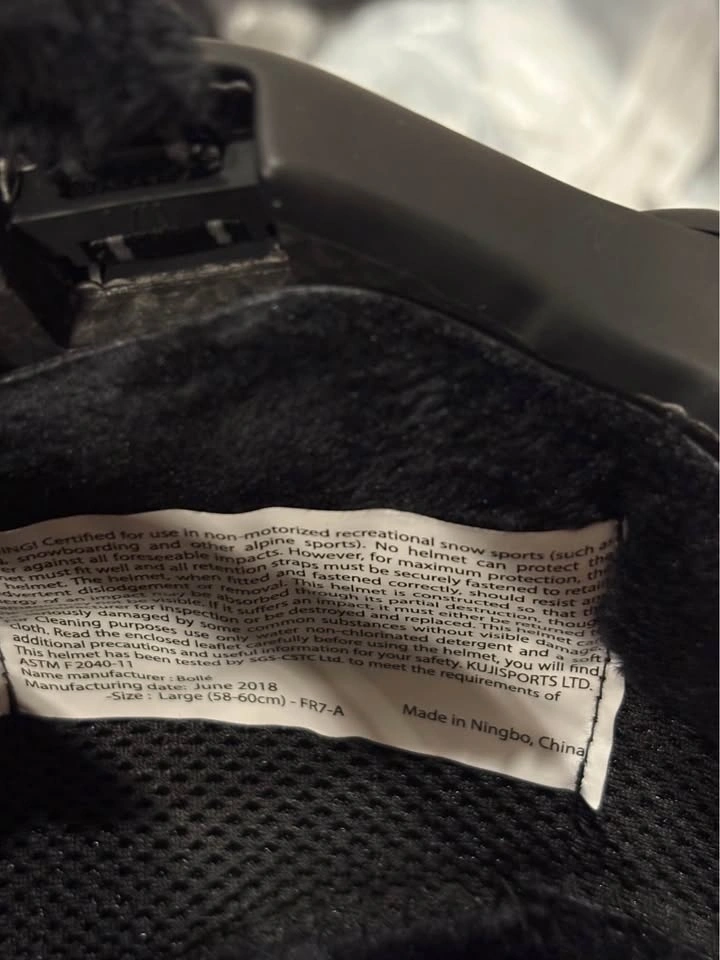 NING! Certified for use in non-motorized recreational snow sports (such as
snowboarding and other alpine sports). No helmet can protect the
against all foreseeable impacts. However, for maximum protection, the
must fit well and all retention straps must be securely fastened to retain
helmet. The helmet, when fitted and fastened correctly, should resist
dislodgement or removal. This helmet is constructed so that the
may be absorbed through its partial destruction, though
If it suffers an impact, it must either be returned
for inspection or be destroyed and replaced. This helmet
damaged by some common substances without visible damage
Cleaning purposes use only water non-chlorinated detergent and a soft
cloth. Read the enclosed leaflet carefully before using the helmet, you will find
additional precautions and useful information for your safety. KUJISPORTS LTD.
This helmet has been tested by SGS-CSTC Ltd. to meet the requirements of
ASTM F 2040-11
Name manufacturer : Bollé
Manufacturing date: June 2018
-Size : Large (58-60cm) - FR7-A
Made in Ningbo, China